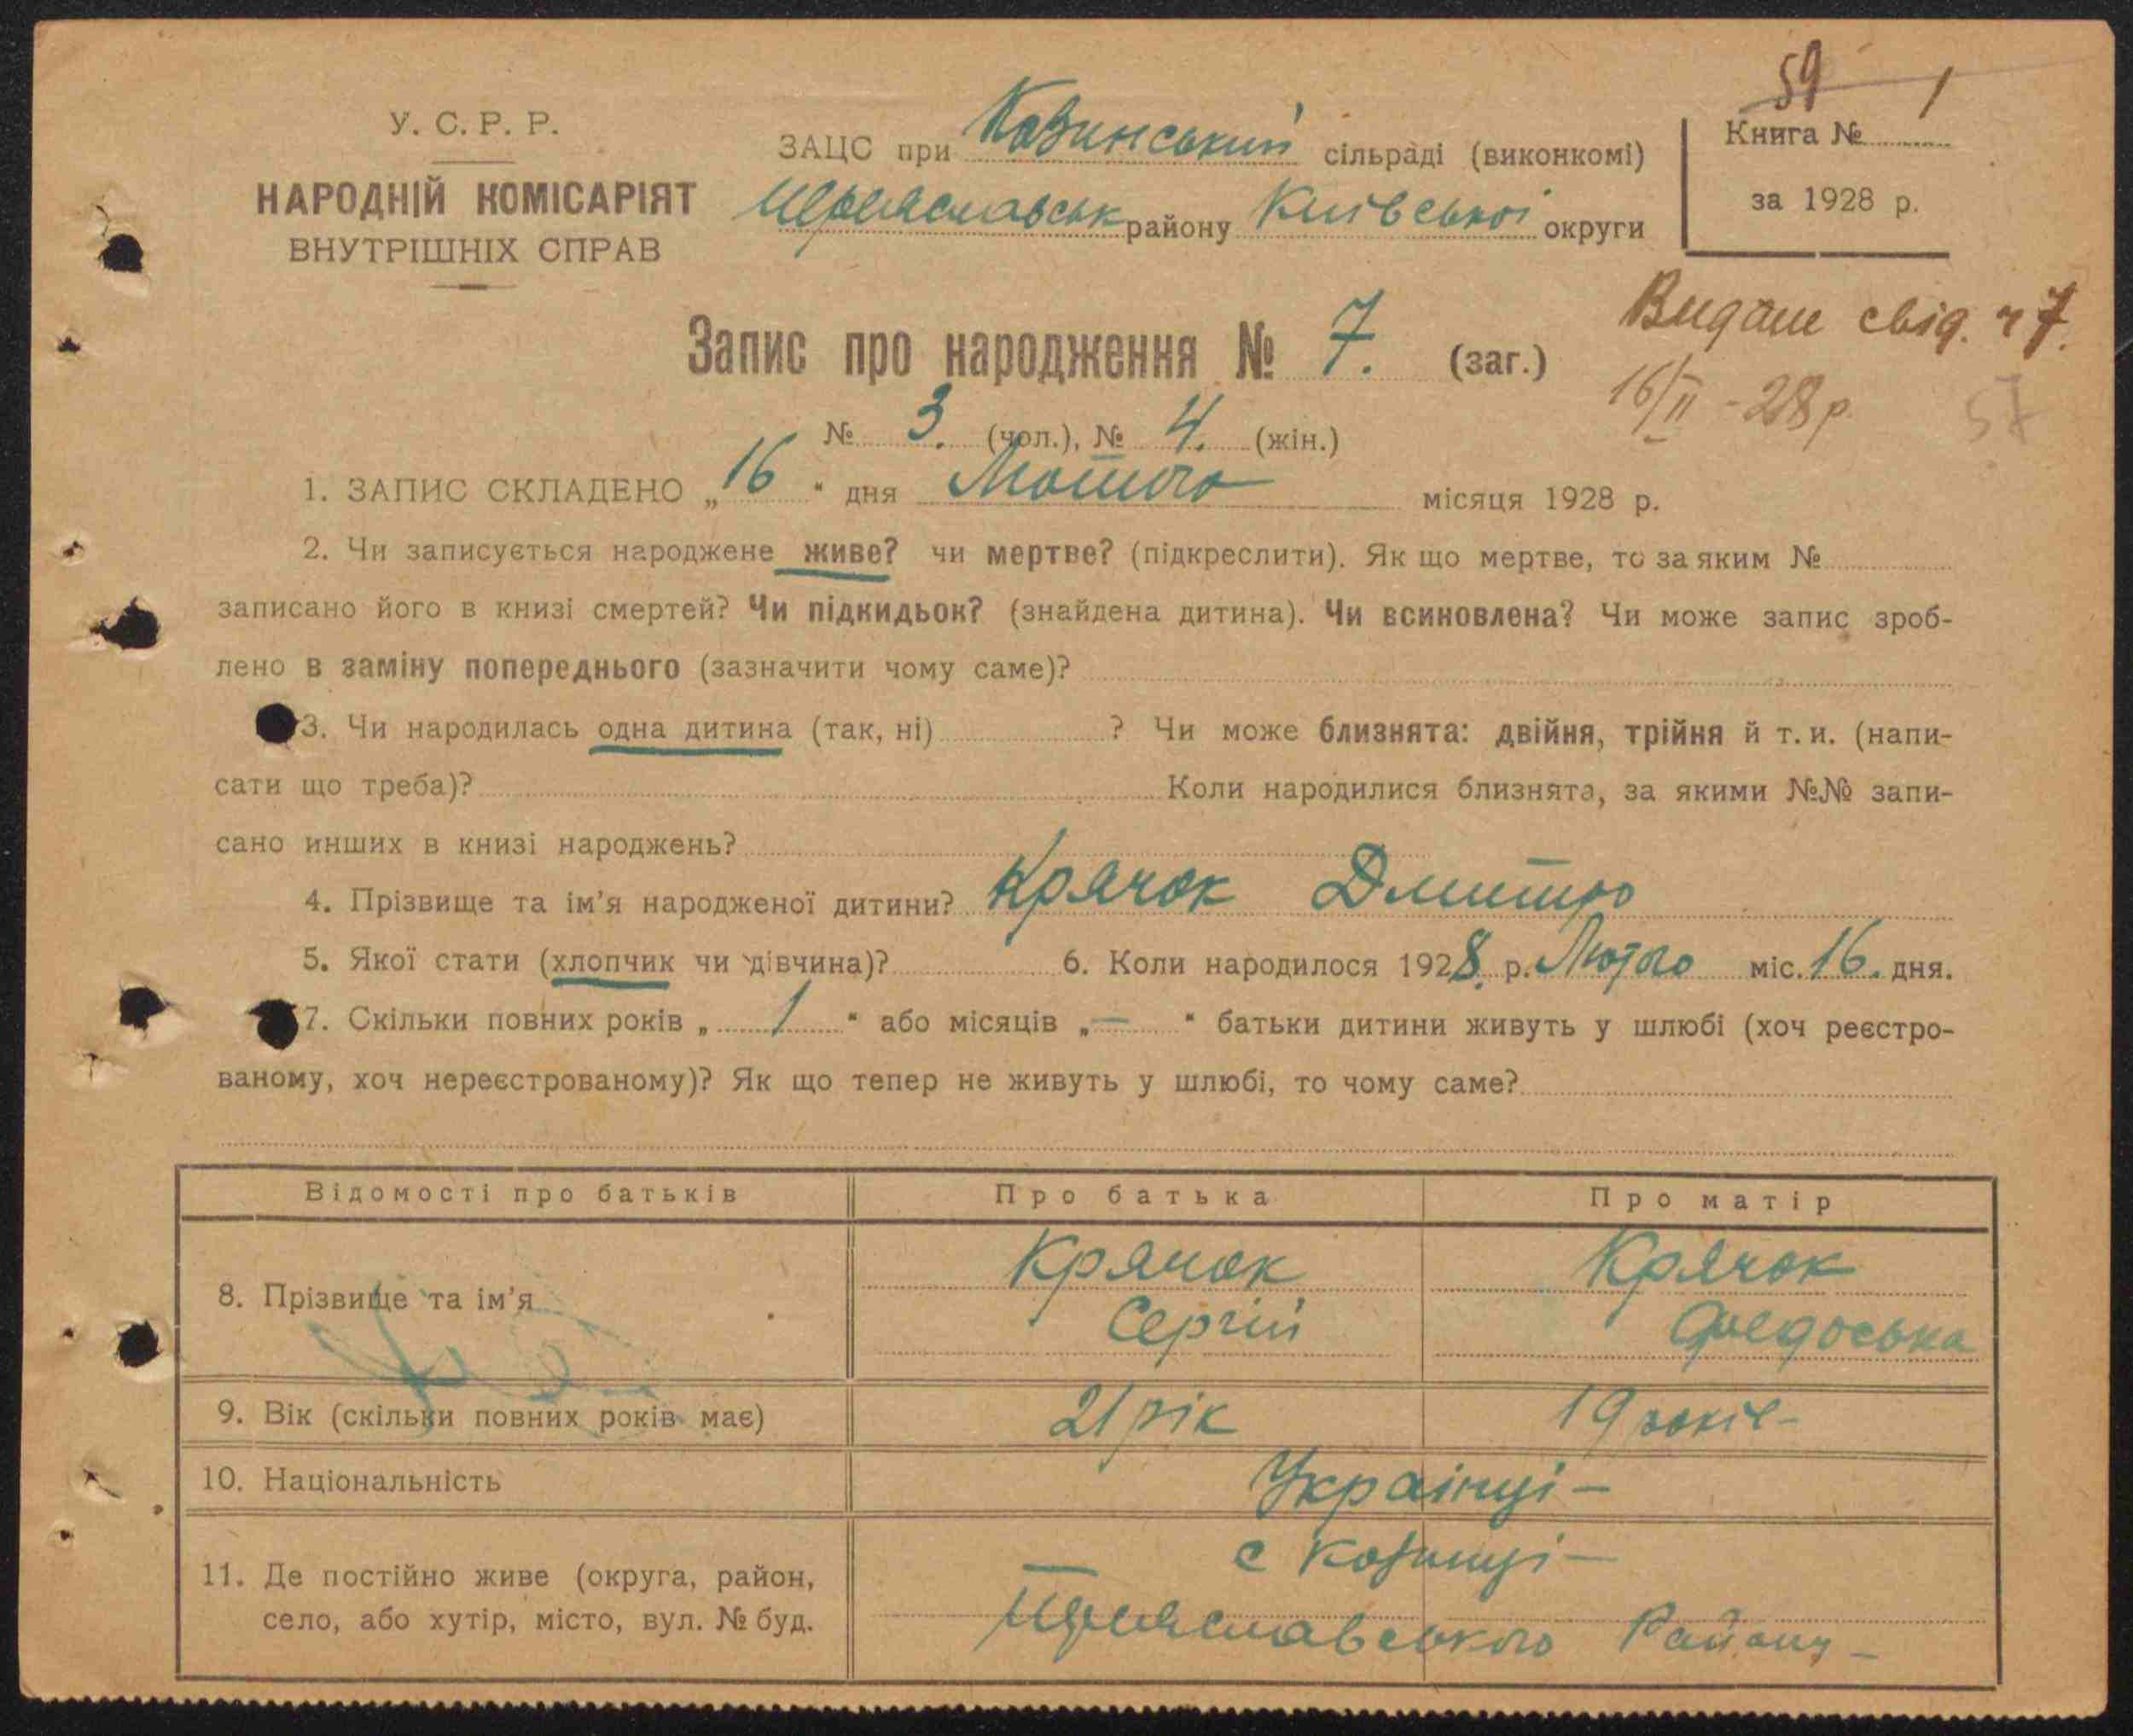 59 1
У. С. Р. Р.
НАРОДНІЙ КОМІСАРІЯТ
ВНУТРІШНІХ СПРАВ
ЗАЦС при Козинський сільраді (виконкомі)
Переяславськ району Київської округи
Книга №
за 1928 р.
Видане свід. ч 7.
16/II - 28 р.
57
Запис про народження № 7. (заг.)
№ 3. (чол.), № 4. (жін.)
1. ЗАПИС СКЛАДЕНО „16" дня Лютого місяця 1928 р.
2. Чи записується народжене живе? чи мертве? (підкреслити). Як що мертве, то за яким №
записано його в книзі смертей? Чи підкидьок? (знайдена дитина). Чи всиновлена? Чи може запис зроб-
лено в заміну попереднього (зазначити чому саме)?
3. Чи народилась одна дитина (так, ні) ? Чи може близнята: двійня, трійня й т. и. (напи-
сати що треба)? Коли народилися близнята, за якими №№ запи-
сано инших в книзі народжень?
4. Прізвище та ім'я народженої дитини? Крячок Дмитро
5. Якої стати (хлопчик чи дівчина)? 6. Коли народилося 1928. р. Лютого міс. 16. дня.
7. Скільки повних років „ 1 " або місяців „ — " батьки дитини живуть у шлюбі (хоч реєстро-
ваному, хоч нереєстрованому)? Як що тепер не живуть у шлюбі, то чому саме?
Відомості про батьків Про батька Про матір
8. Прізвище та ім'я Крячок Крячок
Сергій Федоська
9. Вік (скільки повних років має) 21 рік 19 років -
10. Національність Українці -
11. Де постійно живе (округа, район,
село, або хутір, місто, вул. № буд.
с Козинці -
Переяславського Району -